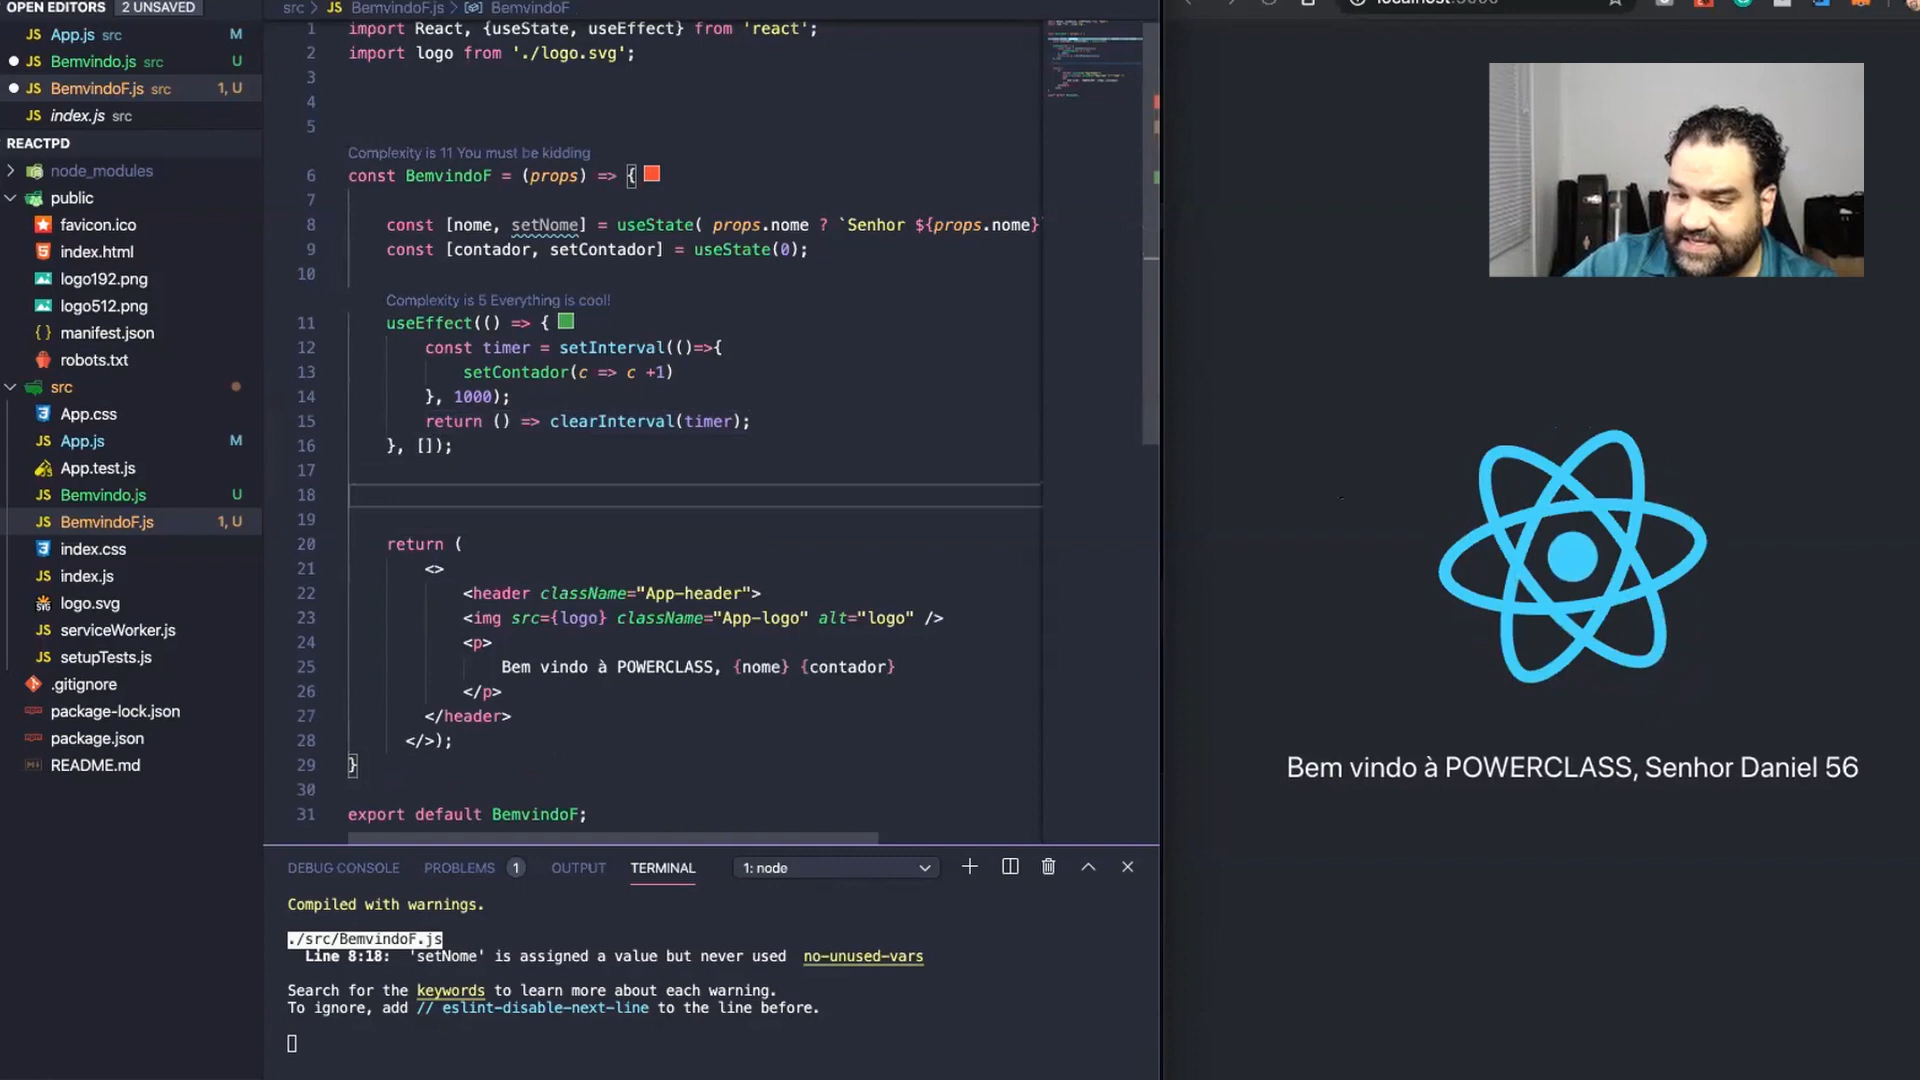 OPEN EDITORS 2 UNSAVED
JS App.js src M
JS Bemvindo.js src U
JS BemvindoF.js src 1, U
JS index.js src
REACTPD
node_modules
public
favicon.ico
index.html
logo192.png
logo512.png
{} manifest.json
robots.txt
src
App.css
JS App.js M
App.test.js
JS Bemvindo.js U
JS BemvindoF.js 1, U
index.css
JS index.js
logo.svg
JS serviceWorker.js
JS setupTests.js
.gitignore
package-lock.json
package.json
README.md
src > JS BemvindoF.js > BemvindoF
1 import React, {useState, useEffect} from 'react';
2 import logo from './logo.svg';
3
4
5
Complexity is 11 You must be kidding
6 const BemvindoF = (props) => {
7
8 const [nome, setNome] = useState( props.nome ? `Senhor ${props.nome}`
9 const [contador, setContador] = useState(0);
10
Complexity is 5 Everything is cool!
11 useEffect(() => {
12 const timer = setInterval(()=>{
13 setContador(c => c +1)
14 }, 1000);
15 return () => clearInterval(timer);
16 }, []);
17
18
19
20 return (
21 <>
22 <header className="App-header">
23 <img src={logo} className="App-logo" alt="logo" />
24 <p>
25 Bem vindo à POWERCLASS, {nome} {contador}
26 </p>
27 </header>
28 </>);
29 }
30
31 export default BemvindoF;
DEBUG CONSOLE PROBLEMS 1 OUTPUT TERMINAL 1: node
Compiled with warnings.
./src/BemvindoF.js
Line 8:18: 'setNome' is assigned a value but never used no-unused-vars
Search for the keywords to learn more about each warning.
To ignore, add // eslint-disable-next-line to the line before.
Bem vindo à POWERCLASS, Senhor Daniel 56